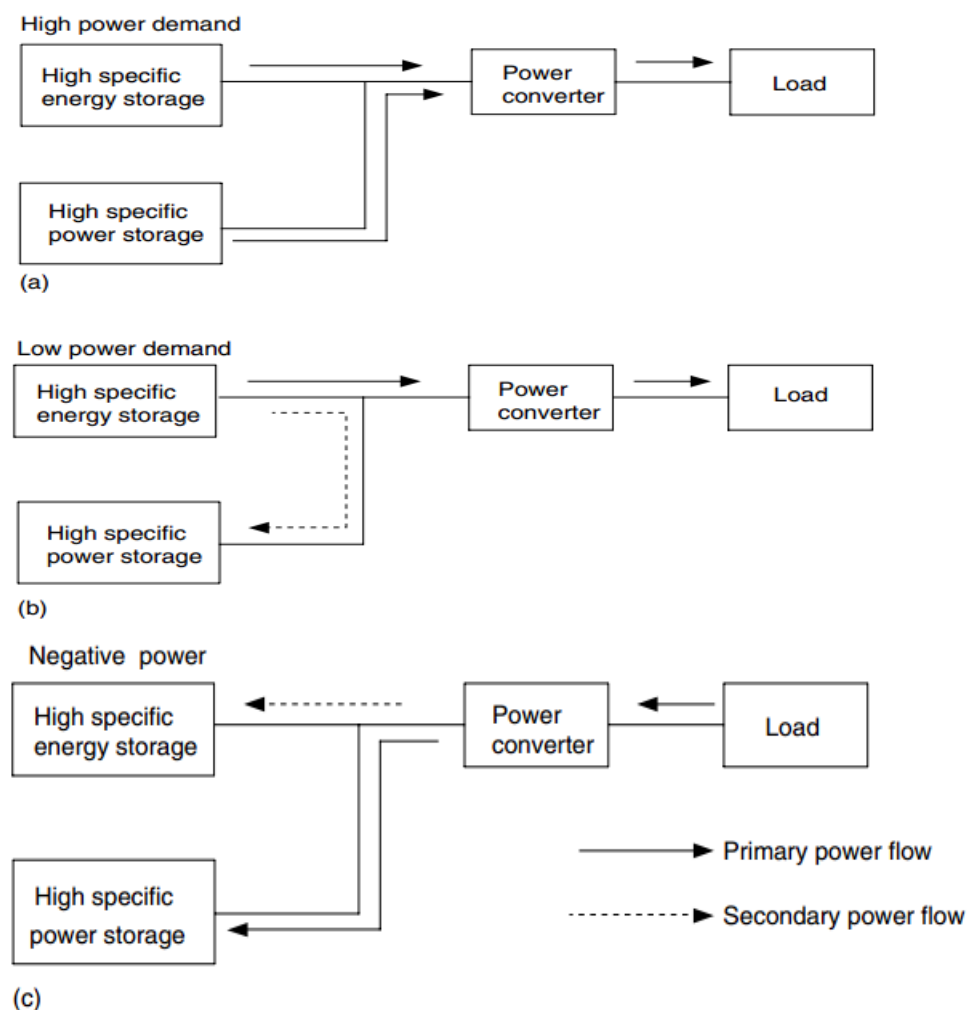 High power demand
High specific
energy storage
Power
converter
Load
High specific
power storage
(a)
Low power demand
High specific
energy storage
Power
converter
Load
High specific
power storage
(b)
Negative power
High specific
energy storage
Power
converter
Load
Primary power flow
High specific
power storage
Secondary power flow
(c)